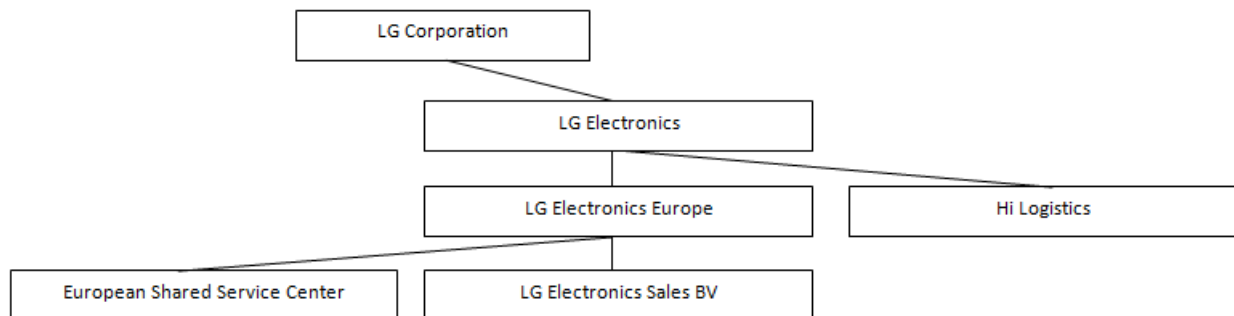 LG Corporation
LG Electronics
LG Electronics Europe
Hi Logistics
European Shared Service Center
LG Electronics Sales BV